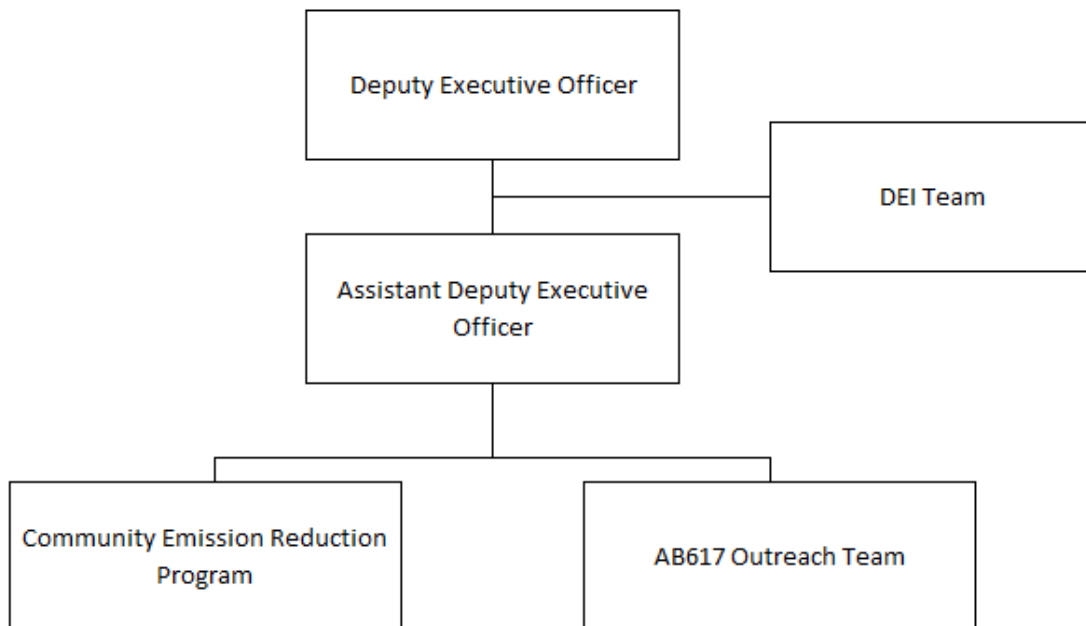 Deputy Executive Officer
DEI Team
Assistant Deputy Executive
Officer
Community Emission Reduction
Program
AB617 Outreach Team